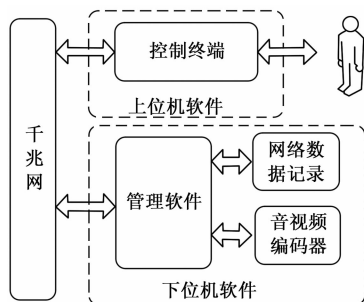 控制终端
上位机软件
千兆网
管理软件
网络数
据记录
音视频
编码器
下位机软件